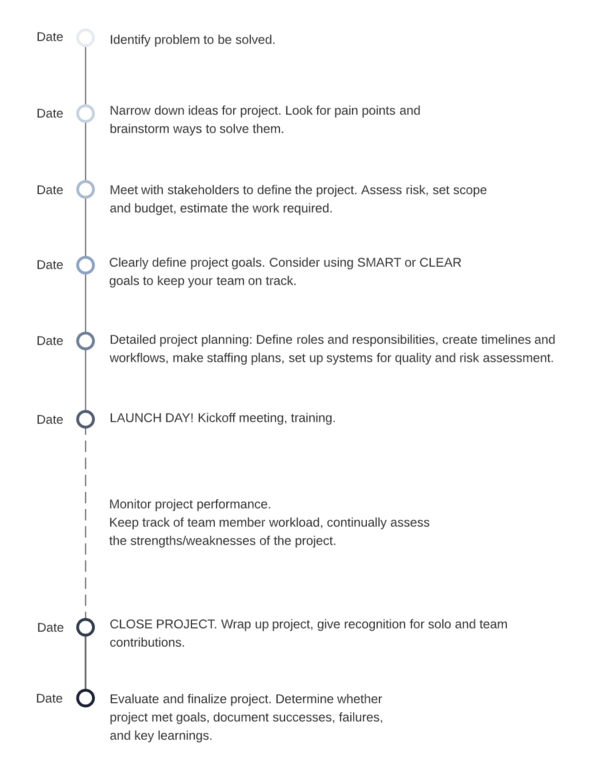 Date
Identify problem to be solved.
Date
Narrow down ideas for project. Look for pain points and
brainstorm ways to solve them.
Date
Meet with stakeholders to define the project. Assess risk, set scope
and budget, estimate the work required.
Date
Clearly define project goals. Consider using SMART or CLEAR
goals to keep your team on track.
Date
Detailed project planning: Define roles and responsibilities, create timelines and
workflows, make staffing plans, set up systems for quality and risk assessment.
Date
LAUNCH DAY! Kickoff meeting, training.
Monitor project performance.
Keep track of team member workload, continually assess
the strengths/weaknesses of the project.
Date
CLOSE PROJECT. Wrap up project, give recognition for solo and team
contributions.
Date
Evaluate and finalize project. Determine whether
project met goals, document successes, failures,
and key learnings.